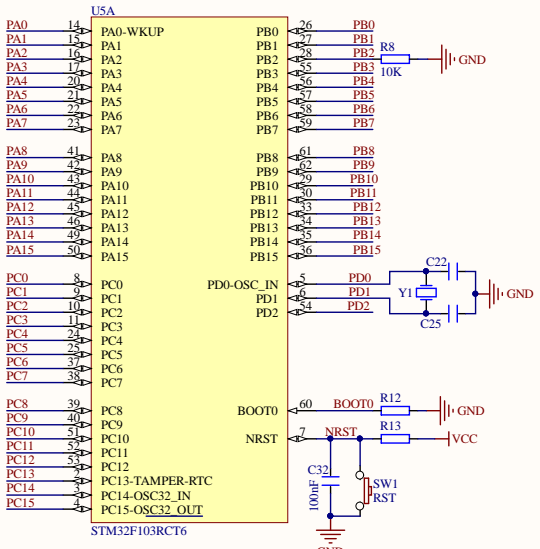 U5A
PA0 14 PA0-WKUP PB0 26 PB0
PA1 15 PA1 PB1 27 PB1
PA2 16 PA2 PB2 28 PB2 R8 10K GND
PA3 17 PA3 PB3 55 PB3
PA4 20 PA4 PB4 56 PB4
PA5 21 PA5 PB5 57 PB5
PA6 22 PA6 PB6 58 PB6
PA7 23 PA7 PB7 59 PB7
PA8 41 PA8 PB8 61 PB8
PA9 42 PA9 PB9 62 PB9
PA10 43 PA10 PB10 29 PB10
PA11 44 PA11 PB11 30 PB11
PA12 45 PA12 PB12 33 PB12
PA13 46 PA13 PB13 34 PB13
PA14 49 PA14 PB14 35 PB14
PA15 50 PA15 PB15 36 PB15
C22
PC0 8 PC0 PD0-OSC_IN 5 PD0
PC1 9 PC1 PD1 6 PD1 Y1 GND
PC2 10 PC2 PD2 54 PD2
C25
PC3 11 PC3
PC4 24 PC4
PC5 25 PC5
PC6 37 PC6
PC7 38 PC7
PC8 39 PC8 BOOT0 60 BOOT0 R12 GND
PC9 40 PC9
PC10 51 PC10 NRST 7 NRST R13 VCC
PC11 52 PC11
PC12 53 PC12
PC13 2 PC13-TAMPER-RTC
PC14 3 PC14-OSC32_IN
PC15 4 PC15-OSC32_OUT
C32
100nF
SW1
RST
STM32F103RCT6
GND